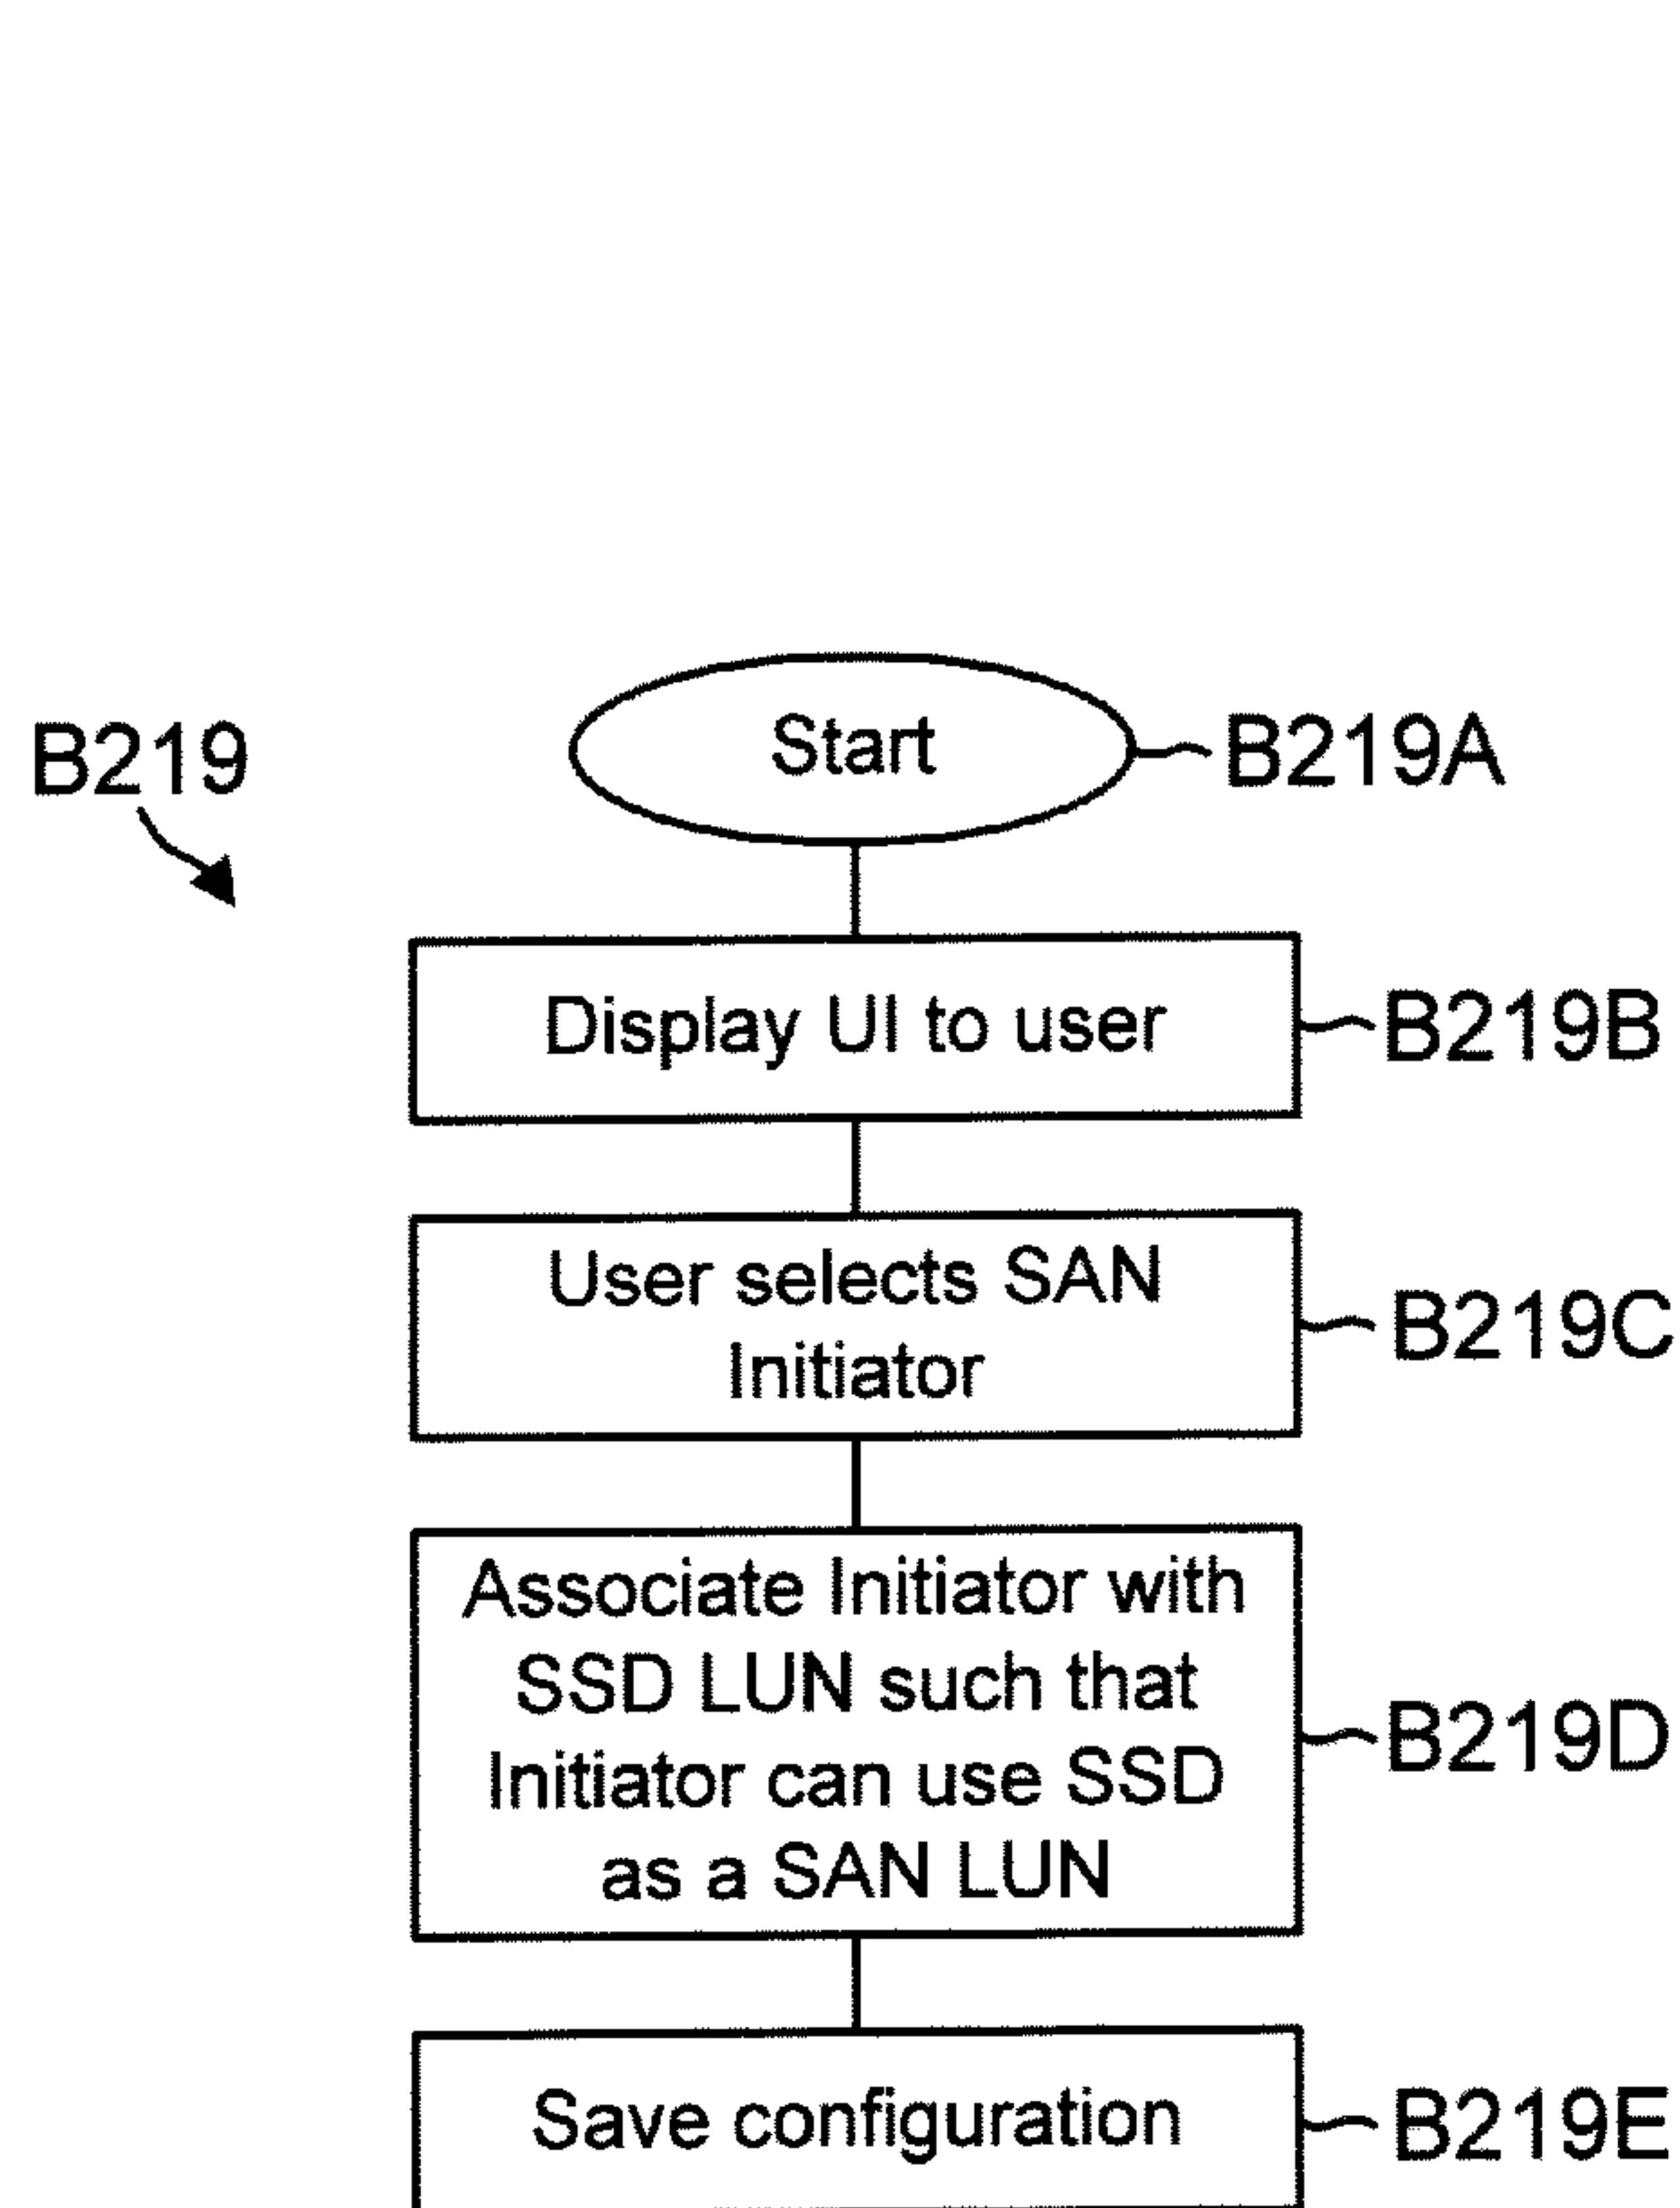 B219
Start
B219A
Display UI to user
B219B
User selects SAN
Initiator
B219C
Associate Initiator with
SSD LUN such that
Initiator can use SSD
as a SAN LUN
B219D
Save configuration
B219E